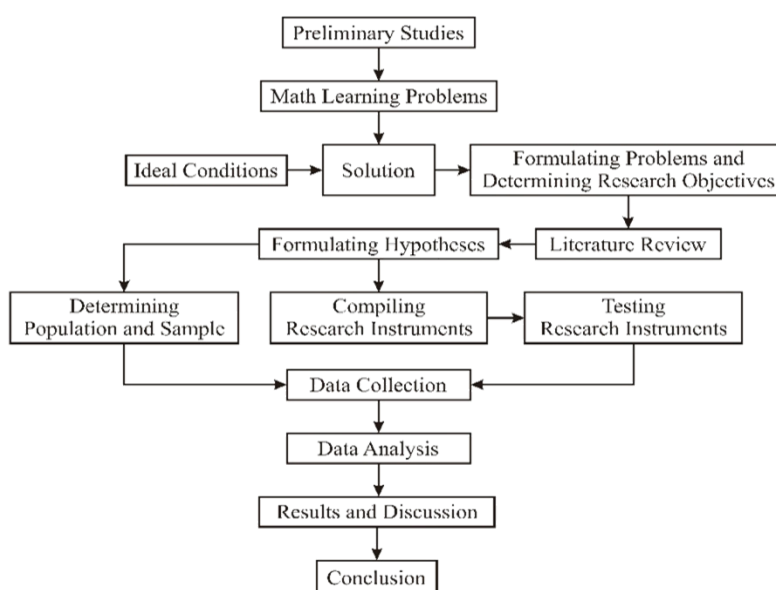 Preliminary Studies
Math Learning Problems
Ideal Conditions
Solution
Formulating Problems and
Determining Research Objectives
Formulating Hypotheses
Literature Review
Determining
Population and Sample
Compiling
Research Instruments
Testing
Research Instruments
Data Collection
Data Analysis
Results and Discussion
Conclusion